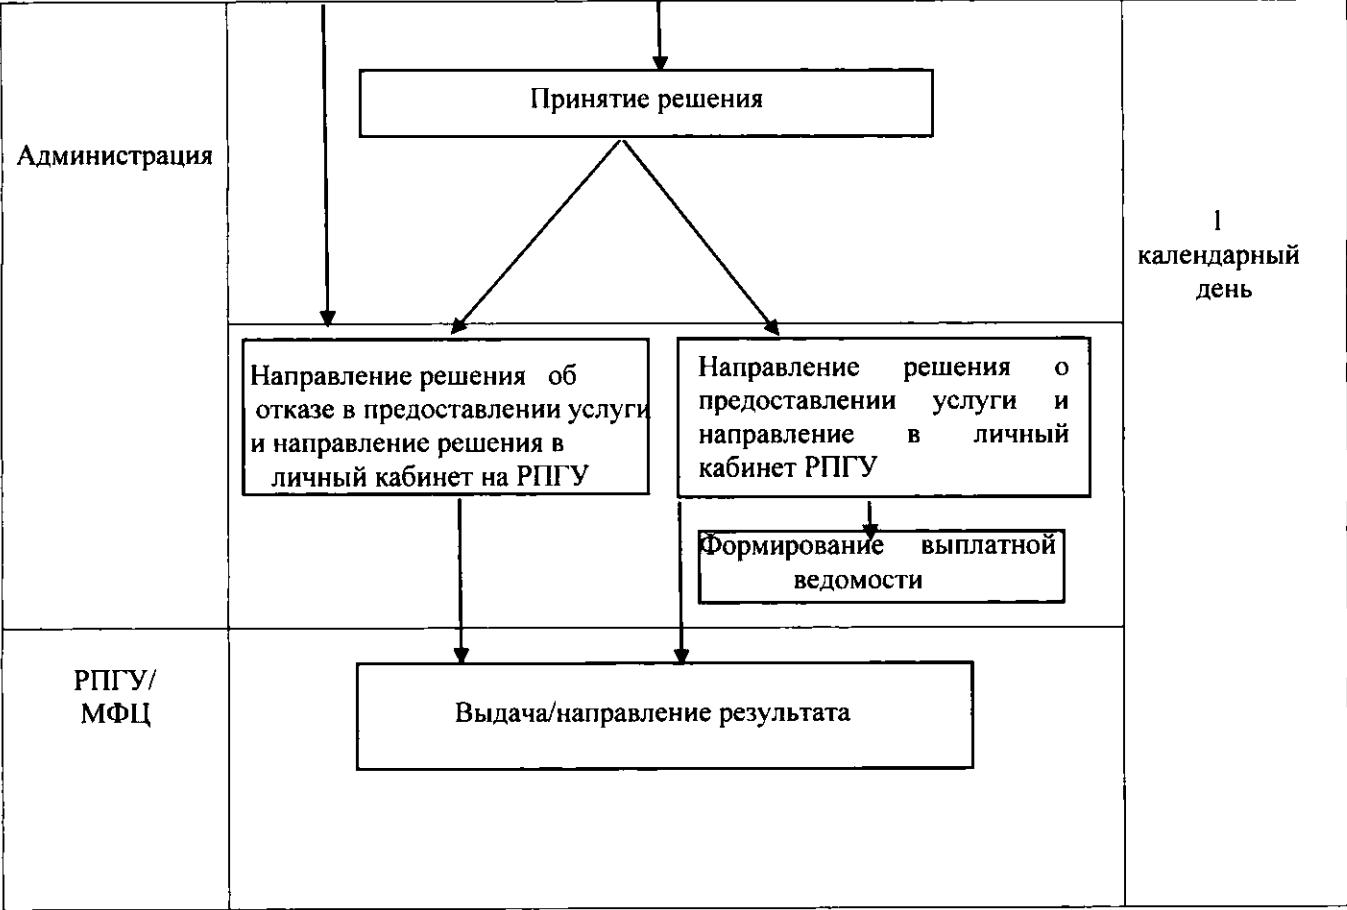 Принятие решения
Администрация
1
календарный
день
Направление решения об
отказе в предоставлении услуги
и направление решения в
личный кабинет на РПГУ
Направление решения о
предоставлении услуги и
направление в личный
кабинет РПГУ
Формирование выплатной
ведомости
РПГУ/
МФЦ
Выдача/направление результата